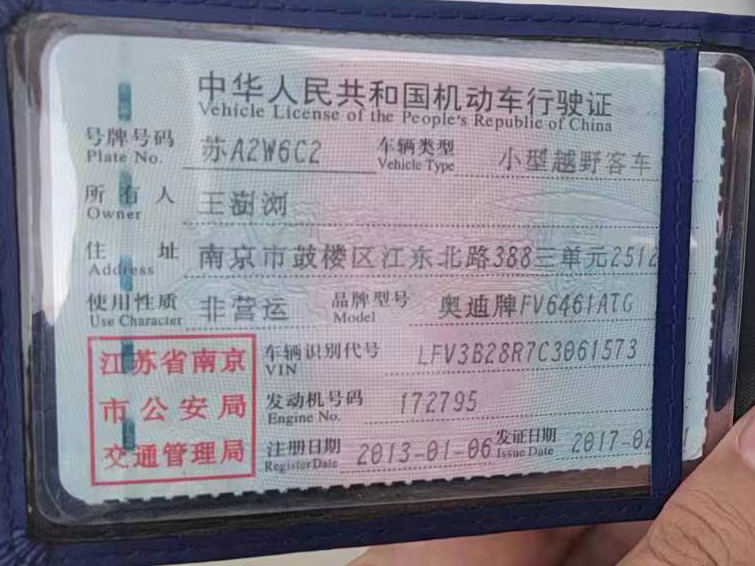 中华人民共和国机动车行驶证
Vehicle License of the People's Republic of China
号牌号码 苏A2W6C2 车辆类型 小型越野客车
Plate No. Vehicle Type
所有人 王澍浏
Owner
住址 南京市鼓楼区江东北路388三单元2512
Address
使用性质 非营运 品牌型号 奥迪牌FV6461ATG
Use Character Model
江苏省南京 车辆识别代号 LFV3B28R7C3061573
VIN
市公安局 发动机号码 172795
Engine No.
交通管理局 注册日期 2013-01-06 发证日期 2017-0
Register Date Issue Date